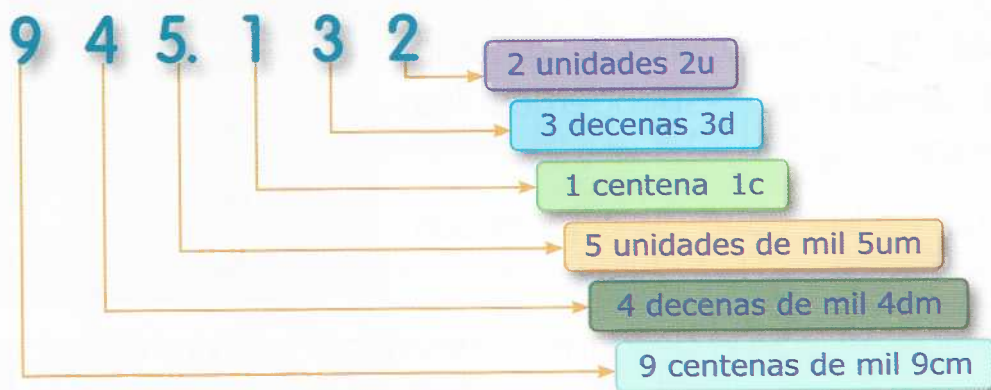 9 4 5. 1 3 2
2 unidades 2u
3 decenas 3d
1 centena 1c
5 unidades de mil 5um
4 decenas de mil 4dm
9 centenas de mil 9cm